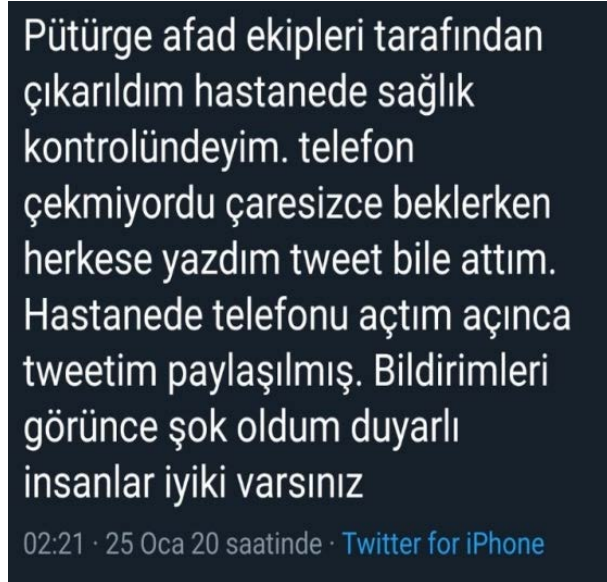 Pütürge afad ekipleri tarafından
çıkarıldım hastanede sağlık
kontrolündeyim. telefon
çekmiyordu çaresizce beklerken
herkese yazdım tweet bile attım.
Hastanede telefonu açtım açınca
tweetim paylaşılmış. Bildirimleri
görünce şok oldum duyarlı
insanlar iyiki varsınız
02:21 · 25 Oca 20 saatinde · Twitter for iPhone